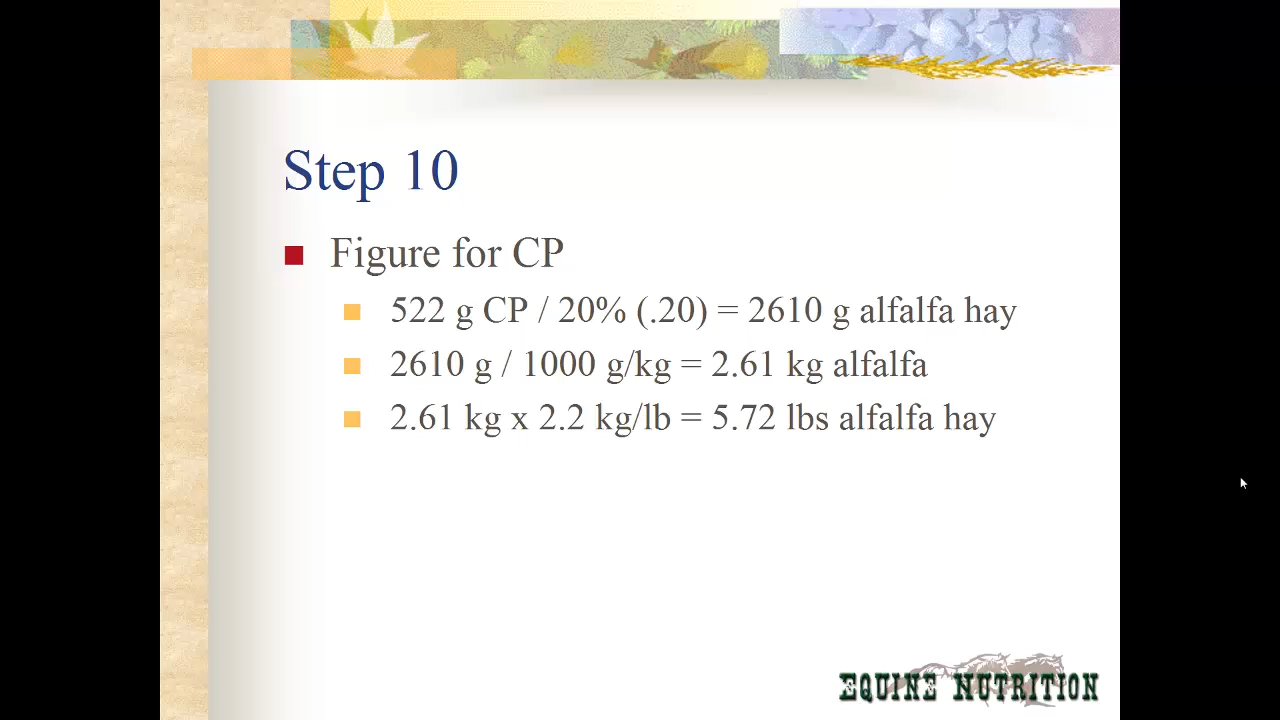 Step 10
Figure for CP
522 g CP / 20% (.20) = 2610 g alfalfa hay
2610 g / 1000 g/kg = 2.61 kg alfalfa
2.61 kg x 2.2 kg/lb = 5.72 lbs alfalfa hay
EQUINE NUTRITION